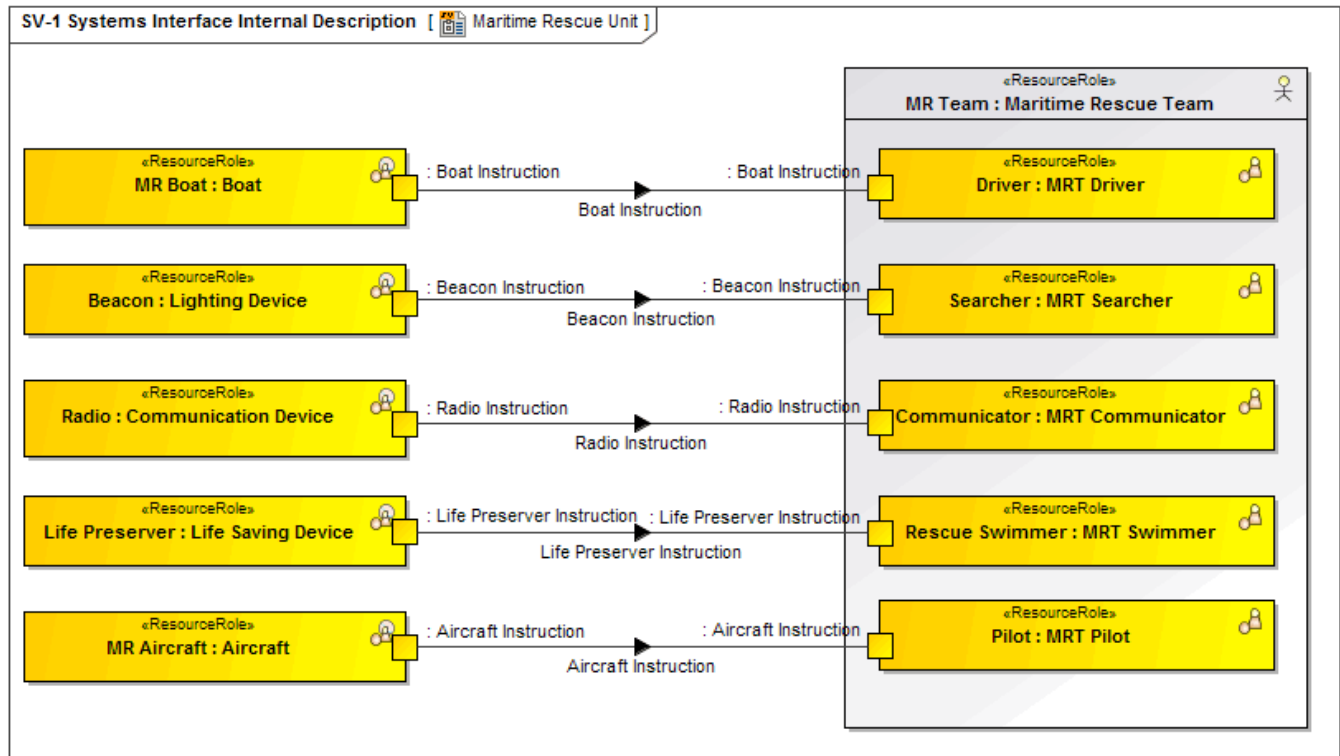 SV-1 Systems Interface Internal Description [ Maritime Rescue Unit ]
«ResourceRole»
MR Team : Maritime Rescue Team
«ResourceRole»
MR Boat : Boat
: Boat Instruction
: Boat Instruction
Boat Instruction
«ResourceRole»
Driver : MRT Driver
«ResourceRole»
Beacon : Lighting Device
: Beacon Instruction
: Beacon Instruction
Beacon Instruction
«ResourceRole»
Searcher : MRT Searcher
«ResourceRole»
Radio : Communication Device
: Radio Instruction
: Radio Instruction
Radio Instruction
«ResourceRole»
Communicator : MRT Communicator
«ResourceRole»
Life Preserver : Life Saving Device
: Life Preserver Instruction
: Life Preserver Instruction
Life Preserver Instruction
«ResourceRole»
Rescue Swimmer : MRT Swimmer
«ResourceRole»
MR Aircraft : Aircraft
: Aircraft Instruction
: Aircraft Instruction
Aircraft Instruction
«ResourceRole»
Pilot : MRT Pilot